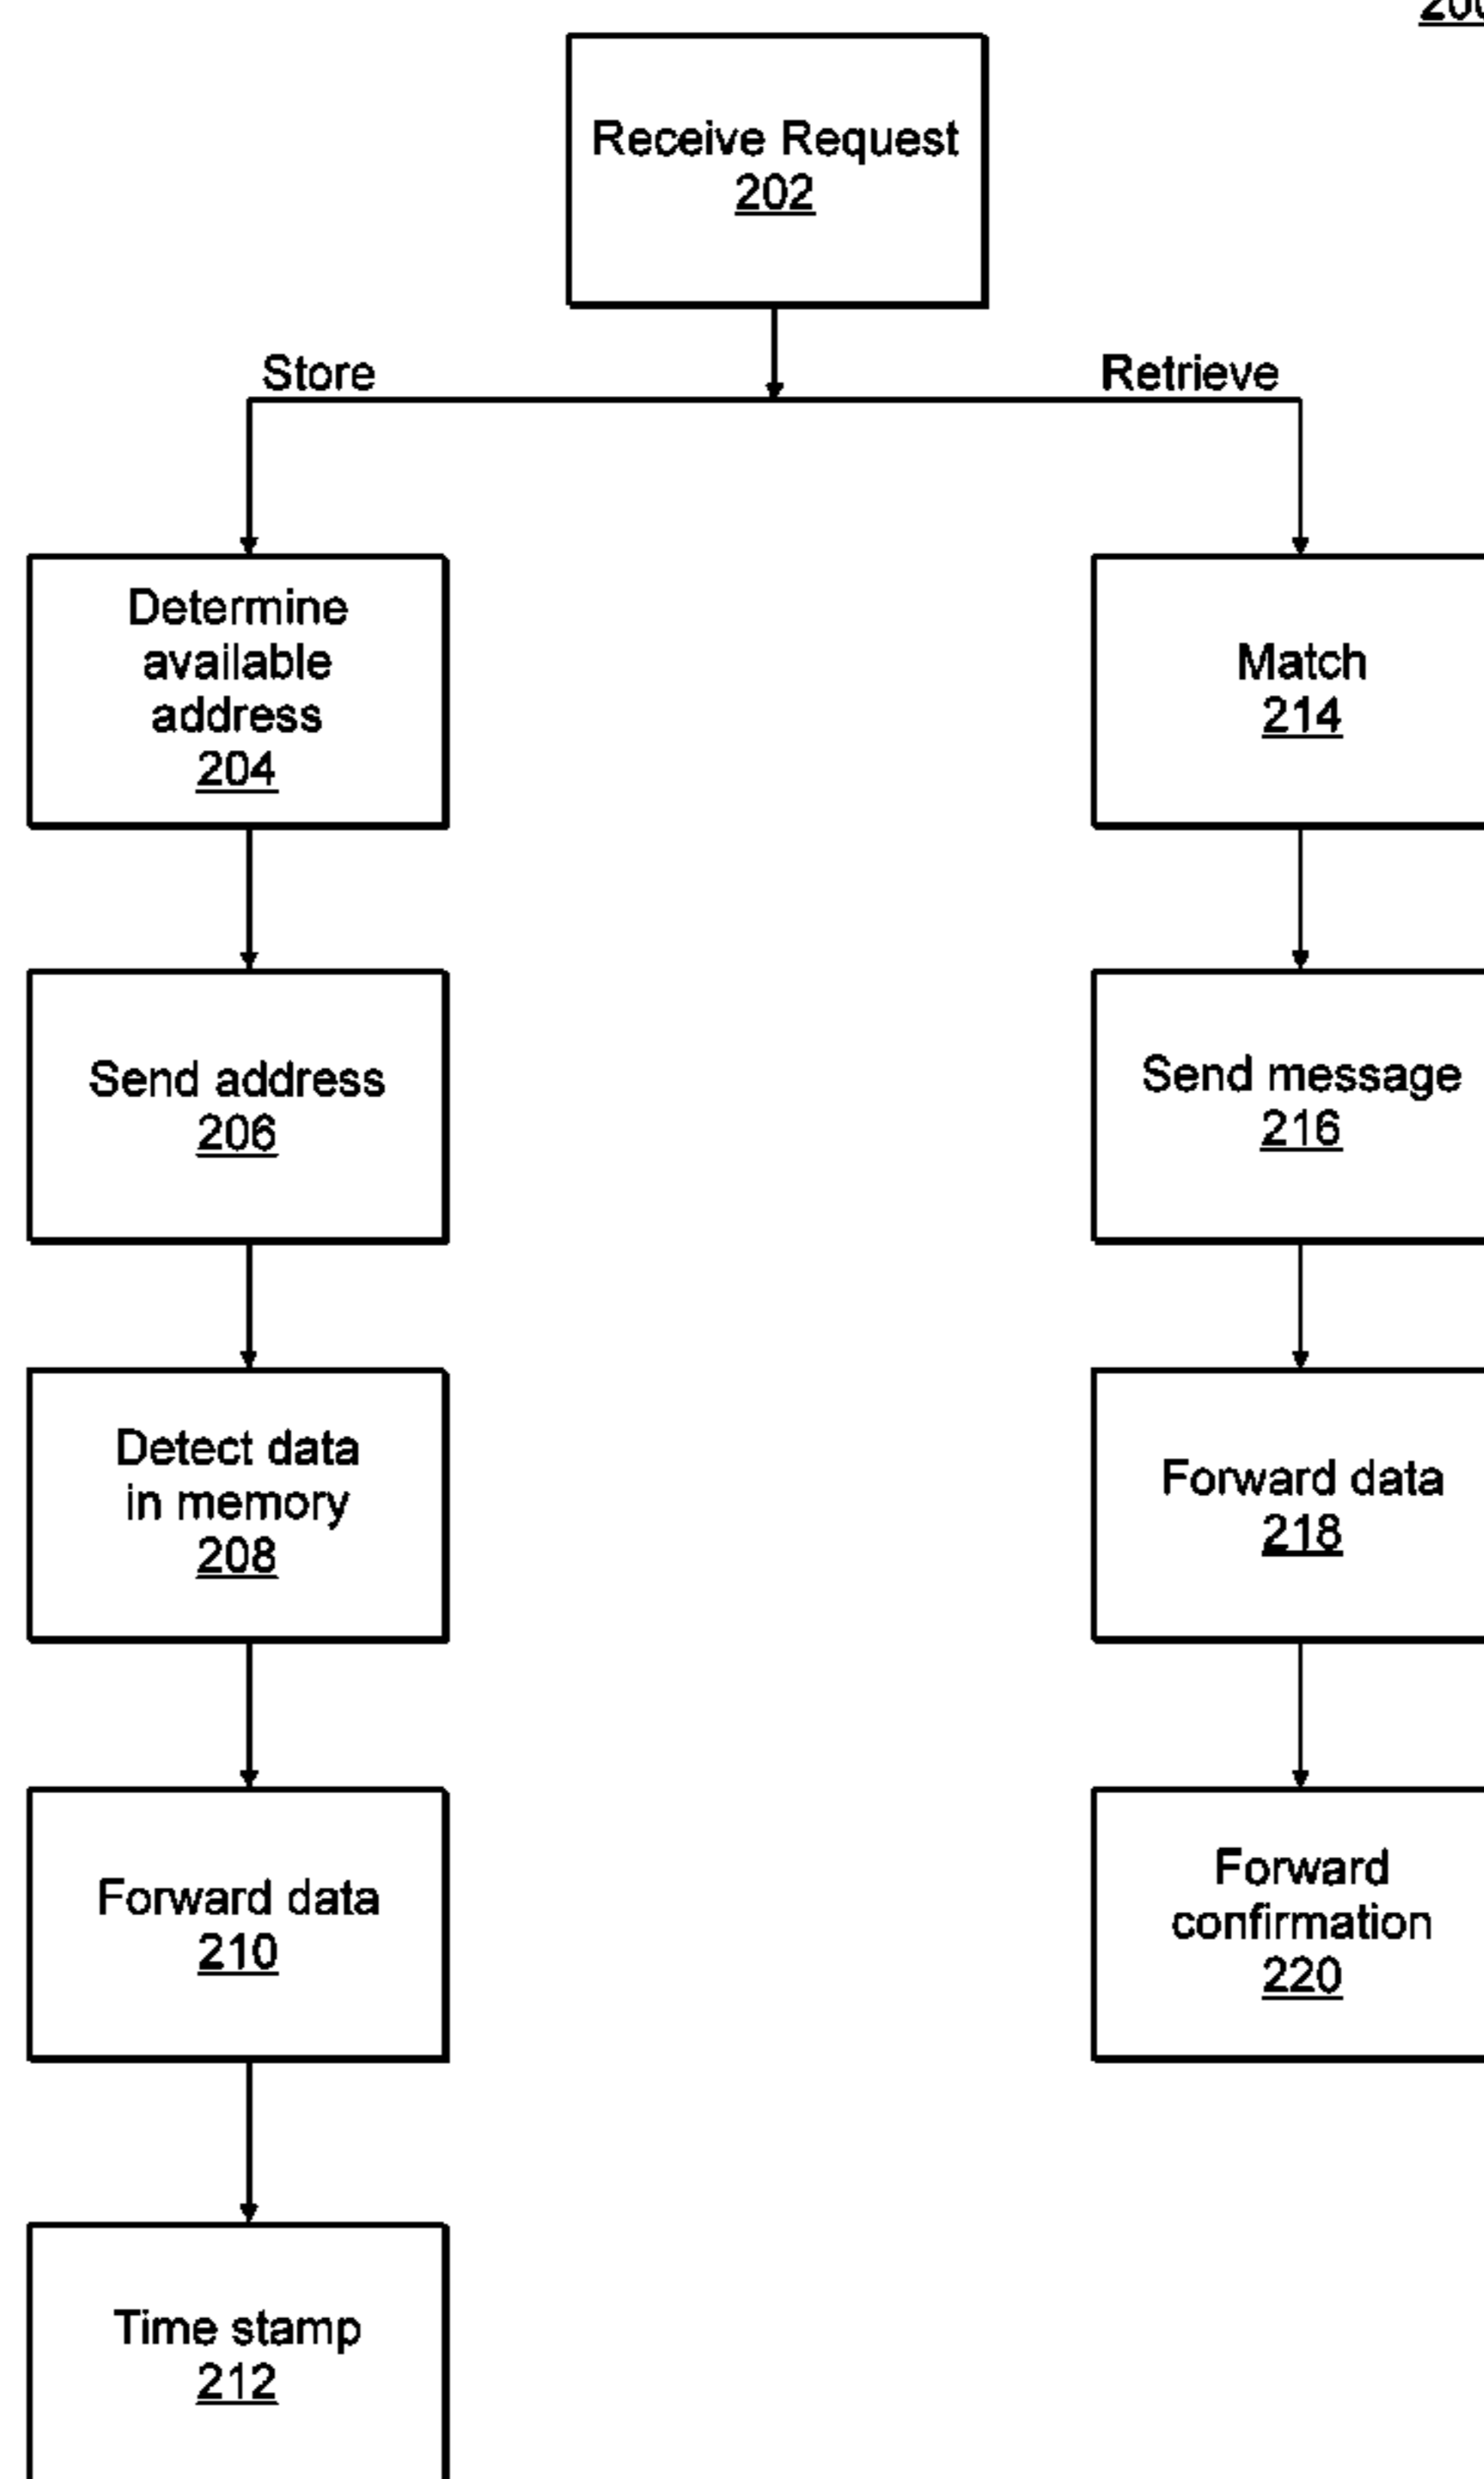 200
Receive Request
202
Store
Retrieve
Determine
available
address
204
Match
214
Send address
206
Send message
216
Detect data
in memory
208
Forward data
218
Forward data
210
Forward
confirmation
220
Time stamp
212